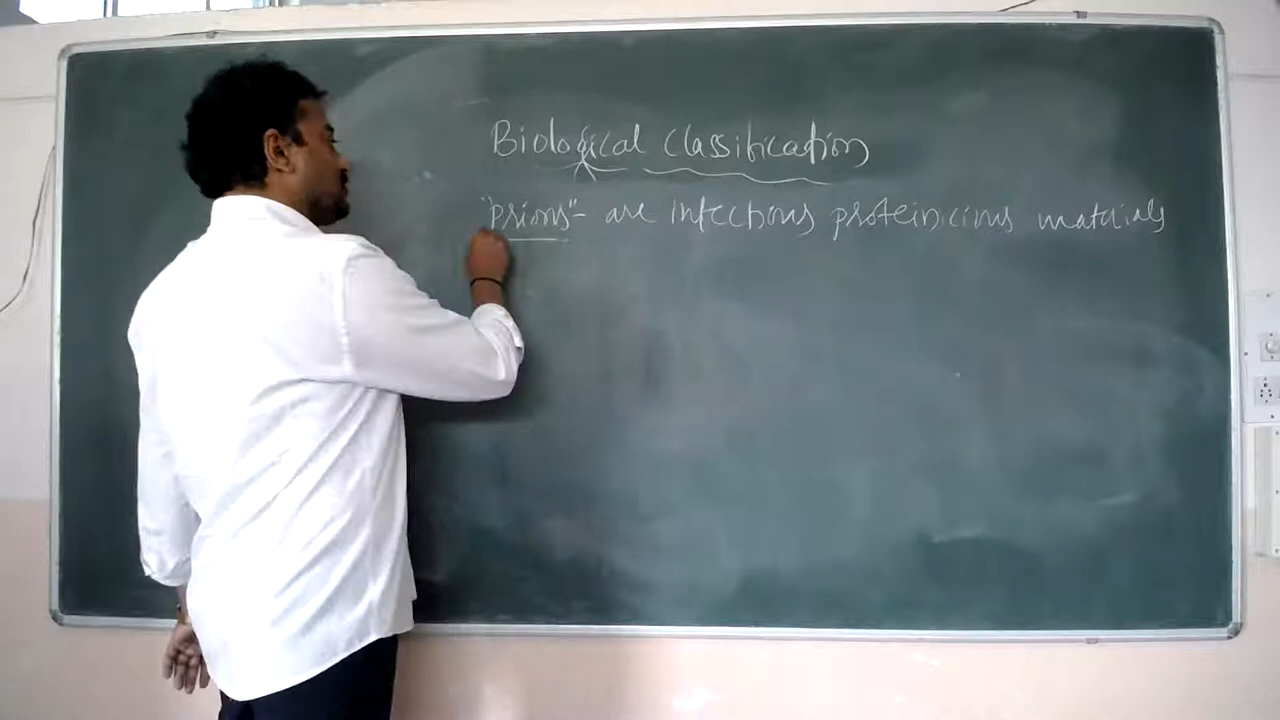 Biological classification
"Prions" - are infectious proteinicious materials